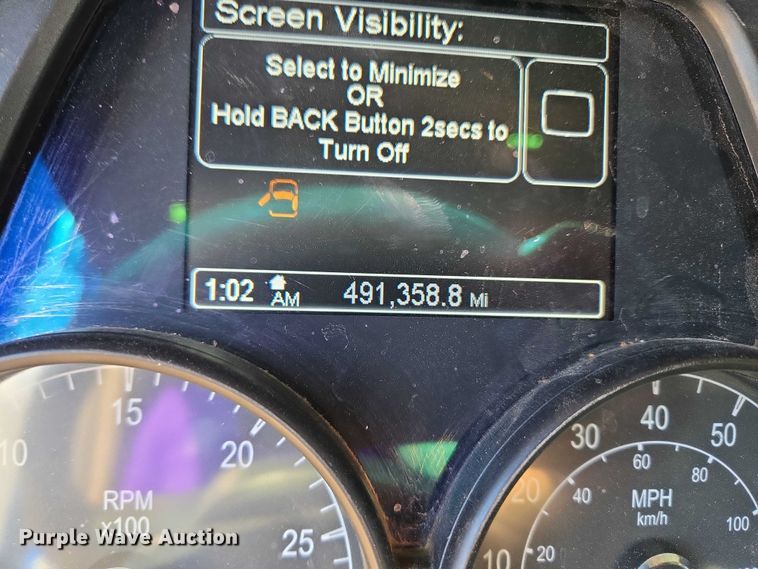 Screen Visibility:
Select to Minimize
OR
Hold BACK Button 2secs to
Turn Off
1:02 AM 491,358.8 Mi
10 15 20 25
RPM
x100
10 20 30 40 50
20 40 60 80 100
MPH
km/h
Purple Wave Auction